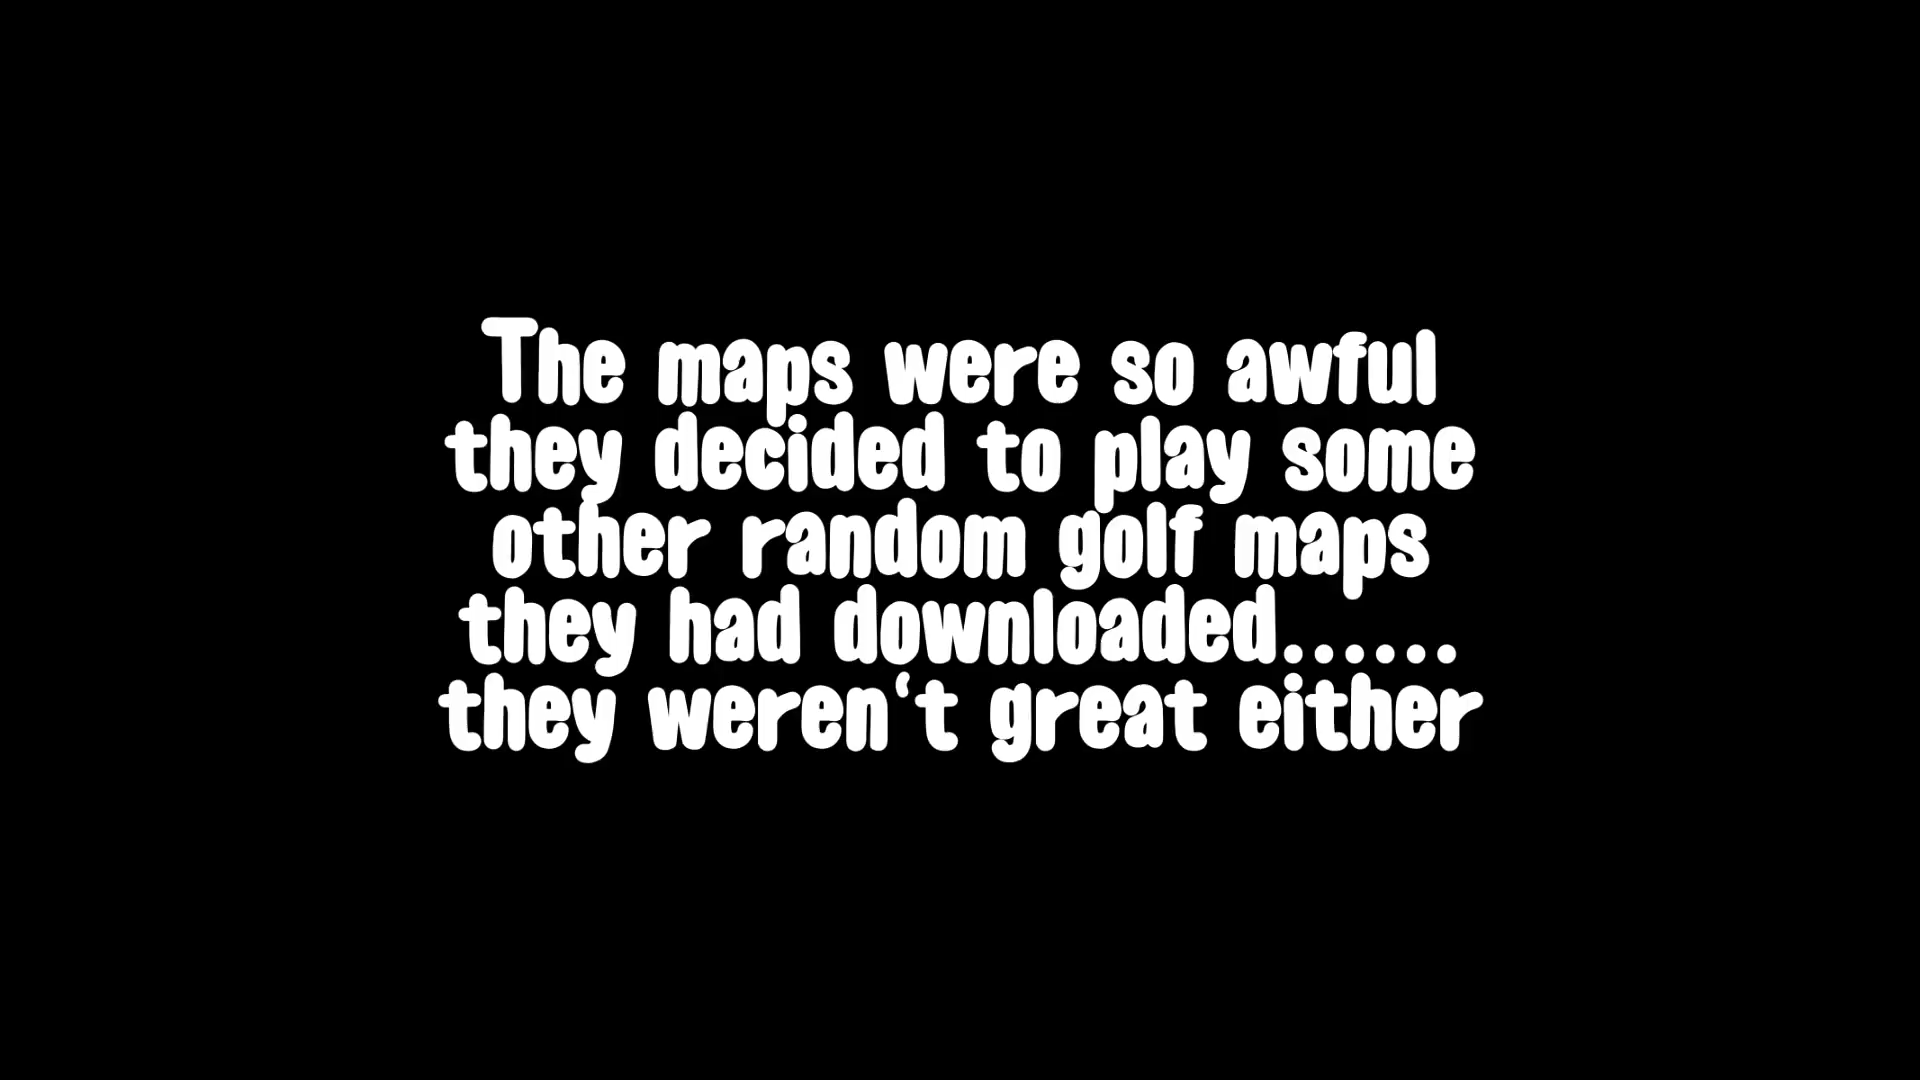 The maps were so awful
they decided to play some
other random golf maps
they had downloaded......
they weren‘t great either